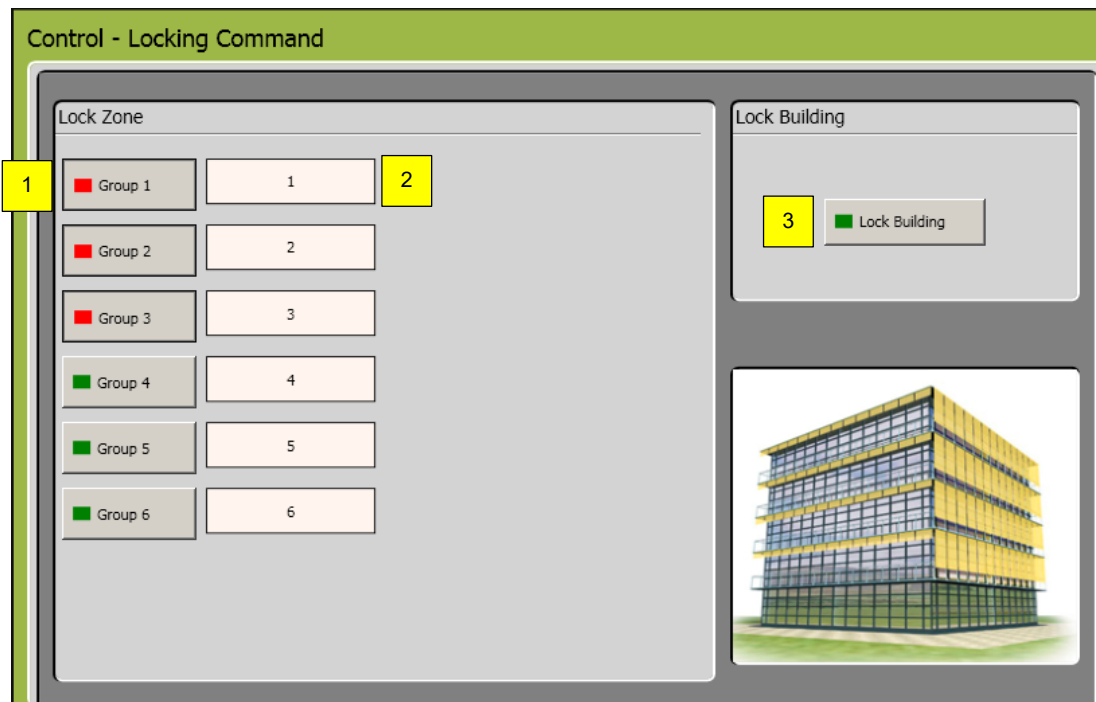 Control - Locking Command
Lock Zone
1
Group 1
1
2
Group 2
2
Group 3
3
Group 4
4
Group 5
5
Group 6
6
Lock Building
3
Lock Building